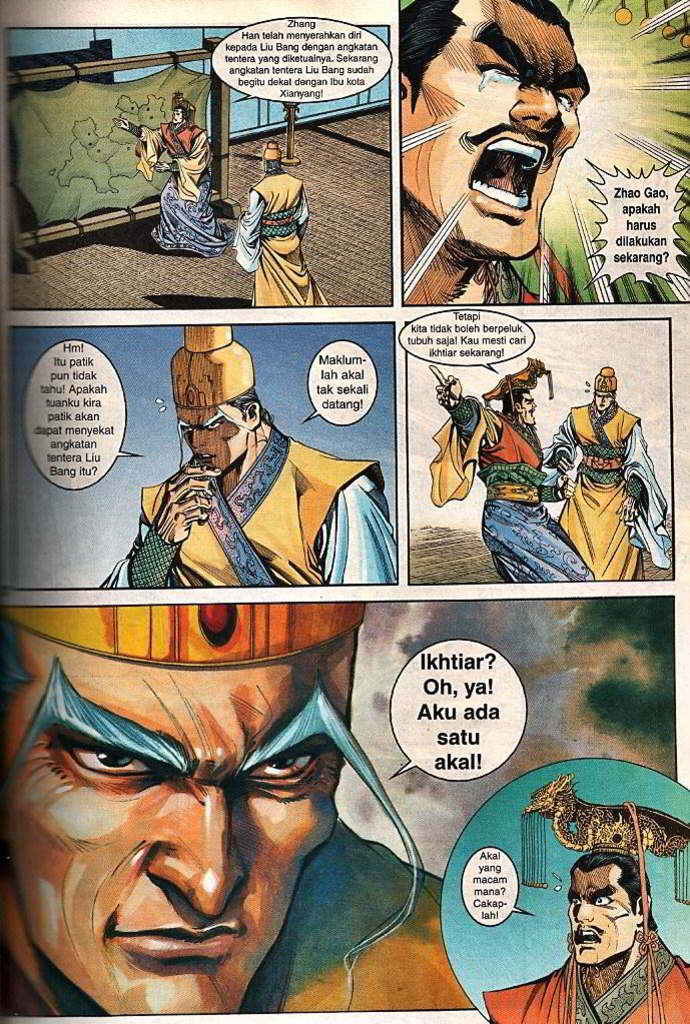 Zhang
Han telah menyerahkan diri
kepada Liu Bang dengan angkatan
tentera yang diketualnya. Sekarang
angkatan tentera Liu Bang sudah
begitu dekat dengan Ibu kota
Xianyang!
Zhao Gao,
apakah
harus
dilakukan
sekarang?
Hm!
Itu patik
pun tidak
tahu! Apakah
tuanku kira
patik akan
dapat menyekat
angkatan
tentera Liu
Bang itu?
Maklum-
lah akal
tak sekali
datang!
Tetapi
kita tidak boleh berpeluk
tubuh saja! Kau mesti cari
ikhtiar sekarang!
Ikhtiar?
Oh, ya!
Aku ada
satu
akal!
Akal
yang
macam
mana?
Cakap-
lah!